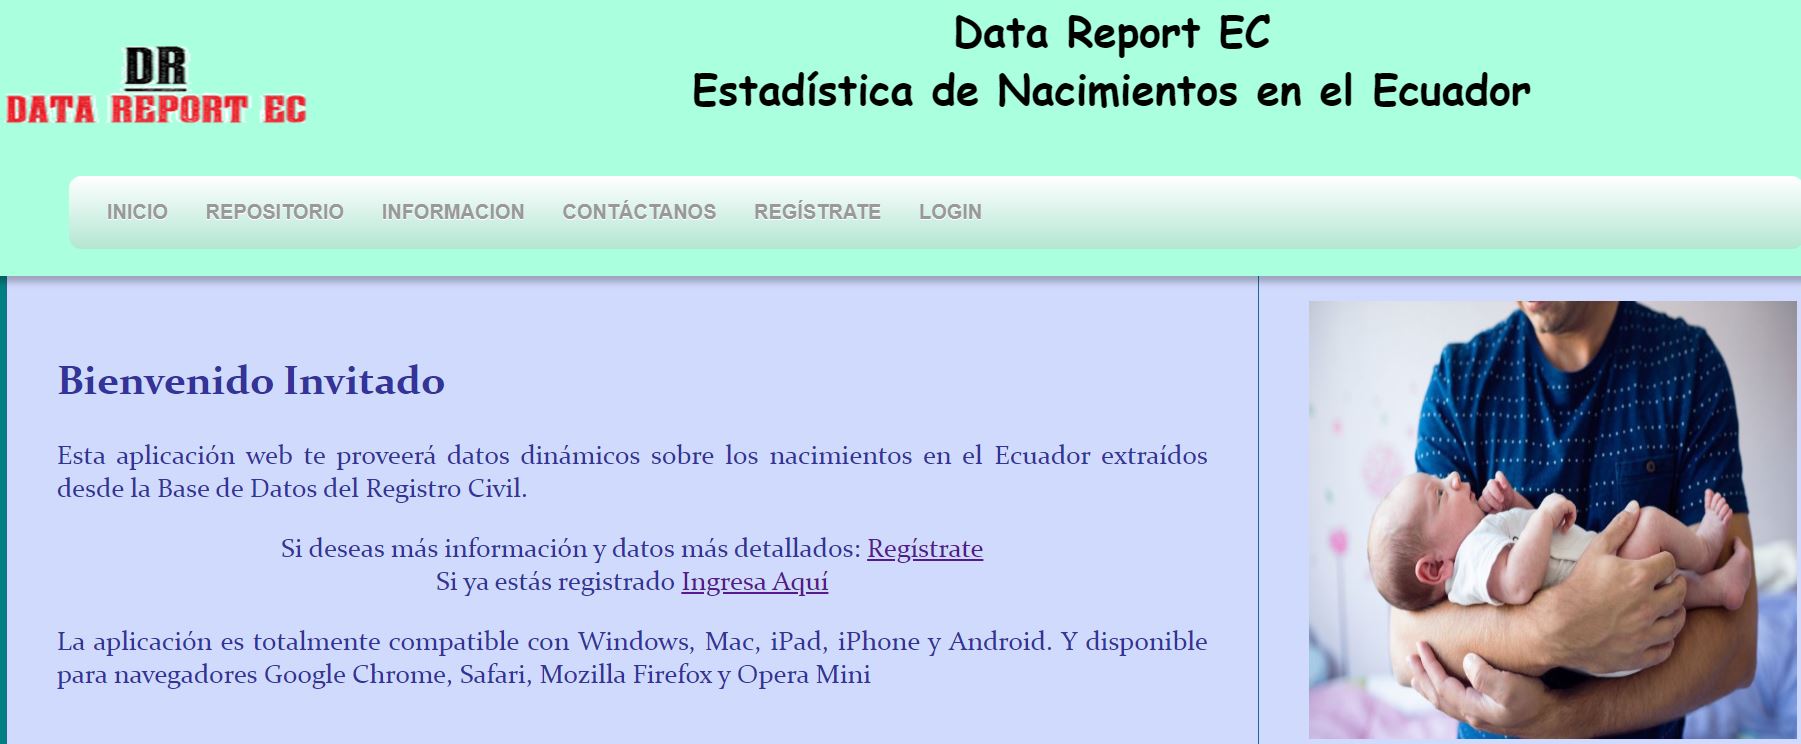 DR
DATA REPORT EC
Data Report EC
Estadística de Nacimientos en el Ecuador
INICIO REPOSITORIO INFORMACION CONTÁCTANOS REGÍSTRATE LOGIN
Bienvenido Invitado
Esta aplicación web te proveerá datos dinámicos sobre los nacimientos en el Ecuador extraídos
desde la Base de Datos del Registro Civil.
Si deseas más información y datos más detallados: Regístrate
Si ya estás registrado Ingresa Aquí
La aplicación es totalmente compatible con Windows, Mac, iPad, iPhone y Android. Y disponible
para navegadores Google Chrome, Safari, Mozilla Firefox y Opera Mini